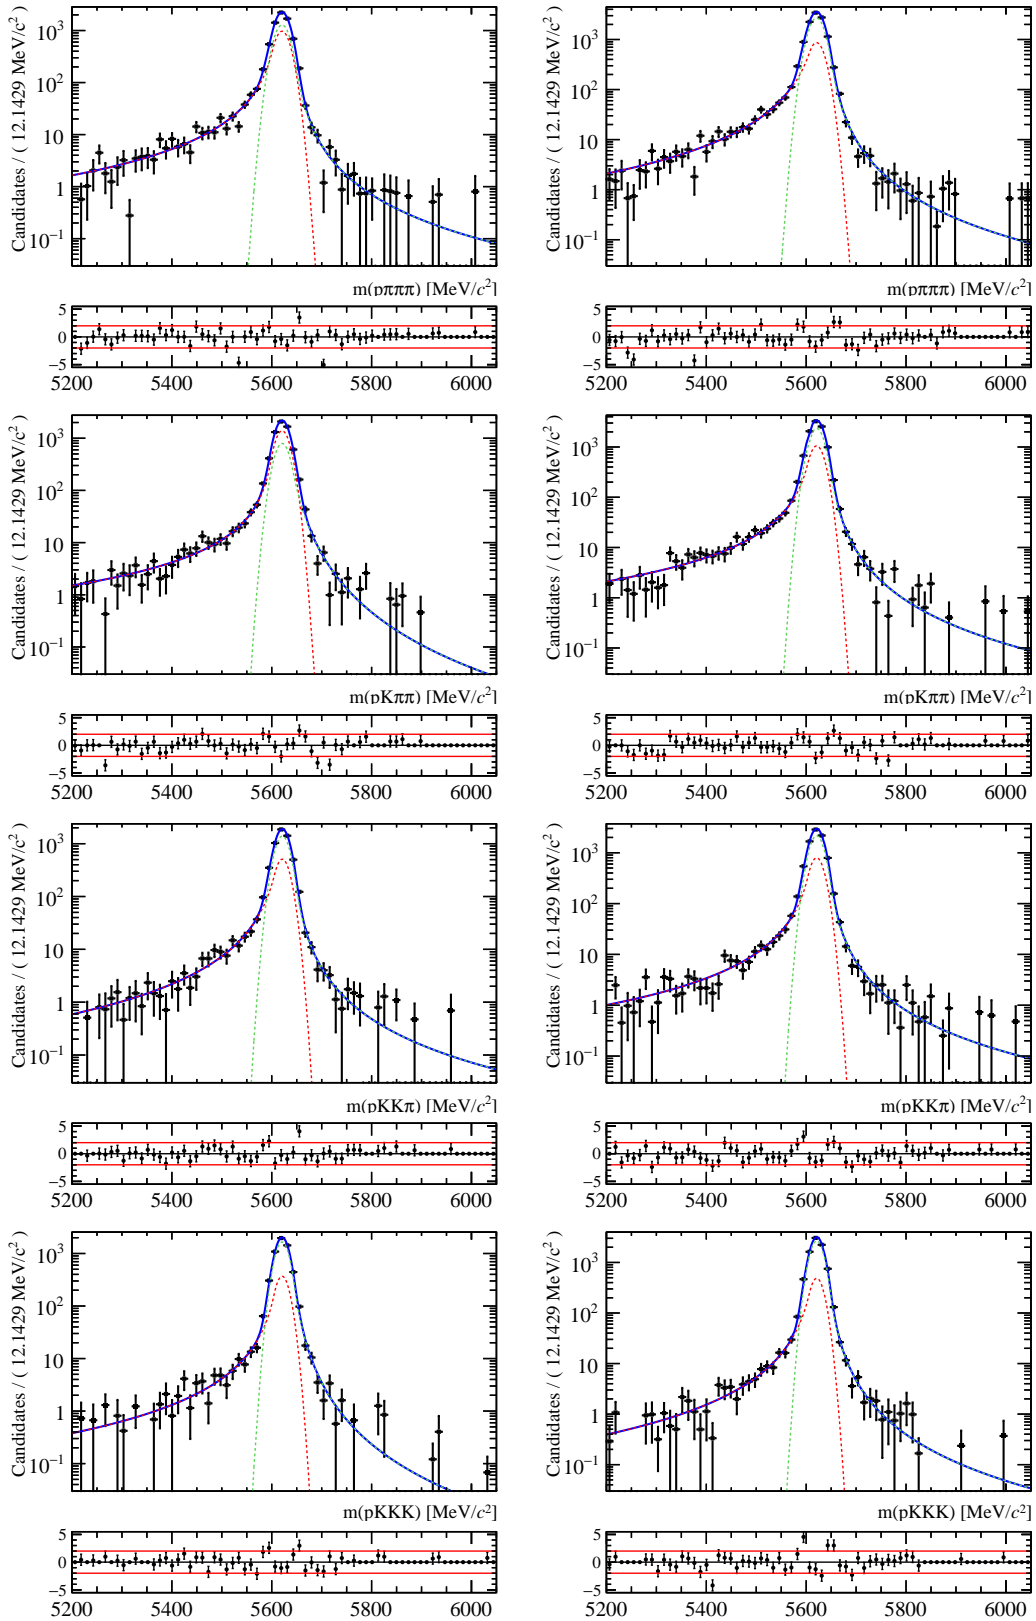 Candidates / ( 12.1429 MeV/c² )
10³
10²
10
1
10⁻¹
m(pπππ) [MeV/c²]
5
0
−5
5200 5400 5600 5800 6000
Candidates / ( 12.1429 MeV/c² )
10³
10²
10
1
10⁻¹
m(pπππ) [MeV/c²]
5
0
−5
5200 5400 5600 5800 6000
Candidates / ( 12.1429 MeV/c² )
10³
10²
10
1
10⁻¹
m(pKππ) [MeV/c²]
5
0
−5
5200 5400 5600 5800 6000
Candidates / ( 12.1429 MeV/c² )
10³
10²
10
1
10⁻¹
m(pKππ) [MeV/c²]
5
0
−5
5200 5400 5600 5800 6000
Candidates / ( 12.1429 MeV/c² )
10³
10²
10
1
10⁻¹
m(pKKπ) [MeV/c²]
5
0
−5
5200 5400 5600 5800 6000
Candidates / ( 12.1429 MeV/c² )
10³
10²
10
1
10⁻¹
m(pKKπ) [MeV/c²]
5
0
−5
5200 5400 5600 5800 6000
Candidates / ( 12.1429 MeV/c² )
10³
10²
10
1
10⁻¹
m(pKKK) [MeV/c²]
5
0
−5
5200 5400 5600 5800 6000
Candidates / ( 12.1429 MeV/c² )
10³
10²
10
1
10⁻¹
m(pKKK) [MeV/c²]
5
0
−5
5200 5400 5600 5800 6000